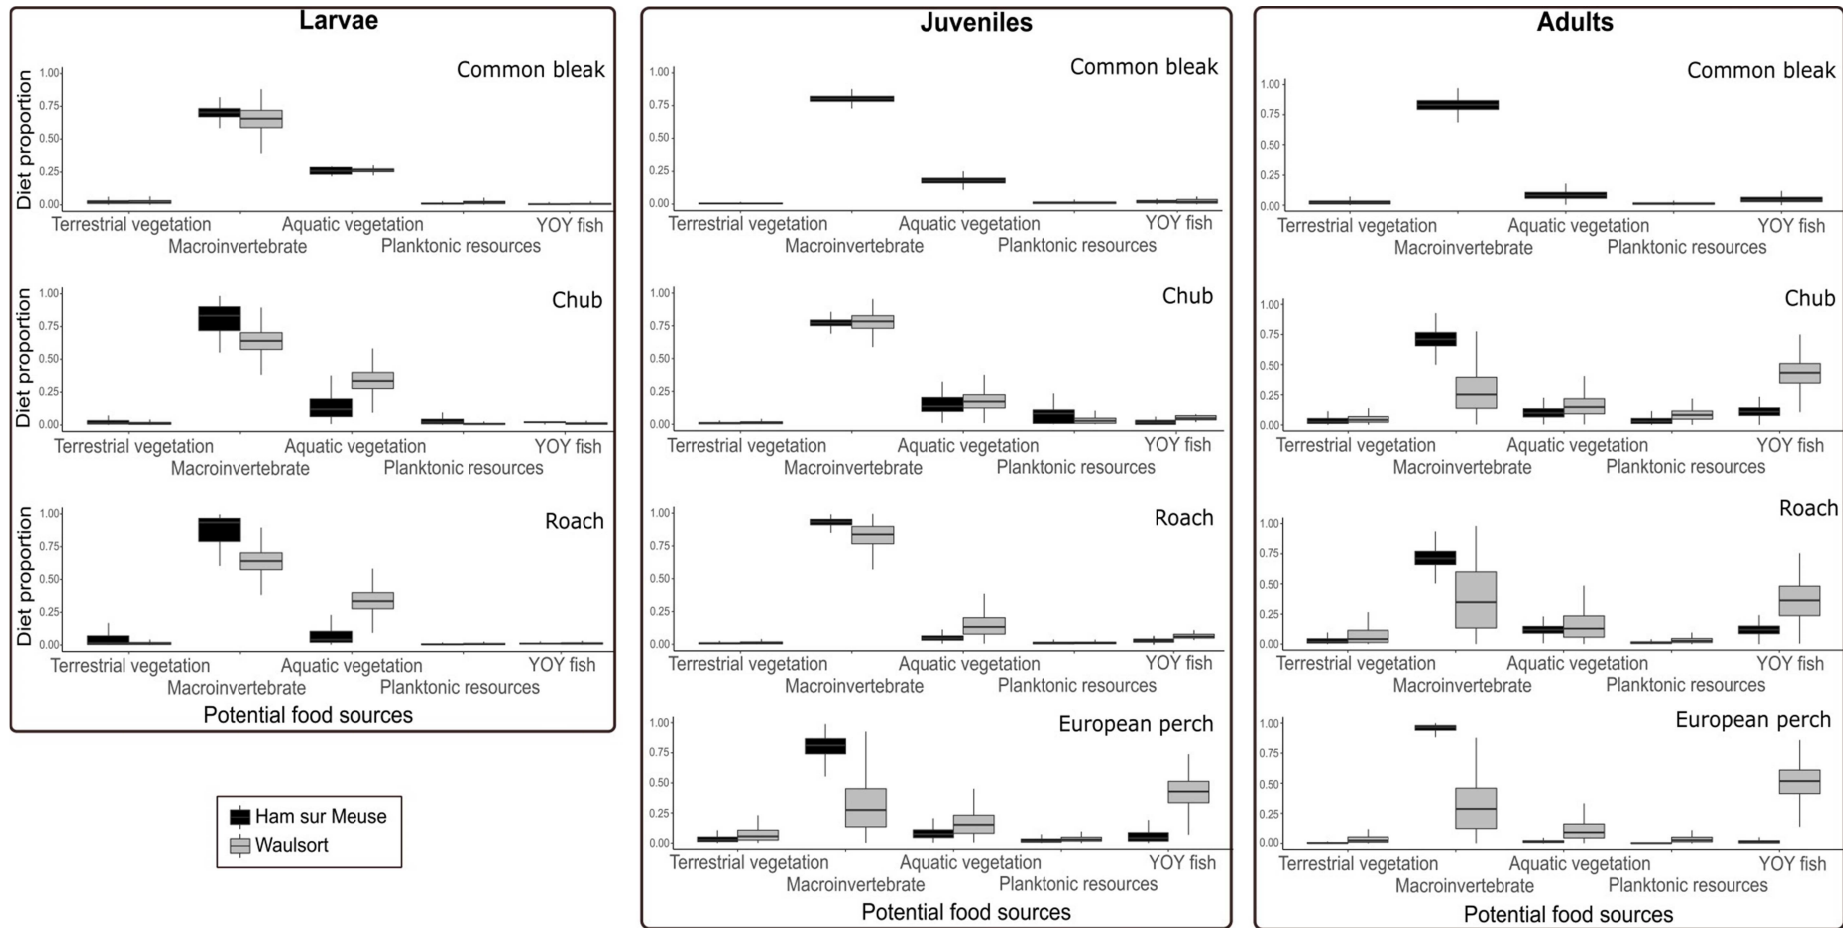 Larvae
Common bleak
Diet proportion
1.00
0.75
0.50
0.25
0.00
Terrestrial vegetation
Aquatic vegetation
YOY fish
Macroinvertebrate
Planktonic resources
Chub
Diet proportion
1.00
0.75
0.50
0.25
0.00
Terrestrial vegetation
Aquatic vegetation
YOY fish
Macroinvertebrate
Planktonic resources
Roach
Diet proportion
1.00
0.75
0.50
0.25
0.00
Terrestrial vegetation
Aquatic vegetation
YOY fish
Macroinvertebrate
Planktonic resources
Potential food sources
Ham sur Meuse
Waulsort
Juveniles
Common bleak
1.00
0.75
0.50
0.25
0.00
Terrestrial vegetation
Aquatic vegetation
YOY fish
Macroinvertebrate
Planktonic resources
Chub
1.00
0.75
0.50
0.25
0.00
Terrestrial vegetation
Aquatic vegetation
YOY fish
Macroinvertebrate
Planktonic resources
Roach
1.00
0.75
0.50
0.25
0.00
Terrestrial vegetation
Aquatic vegetation
YOY fish
Macroinvertebrate
Planktonic resources
European perch
1.00
0.75
0.50
0.25
0.00
Terrestrial vegetation
Aquatic vegetation
YOY fish
Macroinvertebrate
Planktonic resources
Potential food sources
Adults
Common bleak
1.00
0.75
0.50
0.25
0.00
Terrestrial vegetation
Aquatic vegetation
YOY fish
Macroinvertebrate
Planktonic resources
Chub
1.00
0.75
0.50
0.25
0.00
Terrestrial vegetation
Aquatic vegetation
YOY fish
Macroinvertebrate
Planktonic resources
Roach
1.00
0.75
0.50
0.25
0.00
Terrestrial vegetation
Aquatic vegetation
YOY fish
Macroinvertebrate
Planktonic resources
European perch
1.00
0.75
0.50
0.25
0.00
Terrestrial vegetation
Aquatic vegetation
YOY fish
Macroinvertebrate
Planktonic resources
Potential food sources